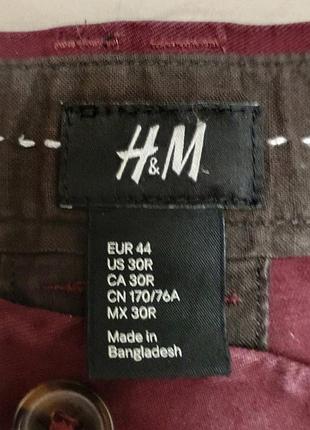 H&M
EUR 44
US 30R
CA 30R
CN 170/76A
MX 30R
Made in
Bangladesh